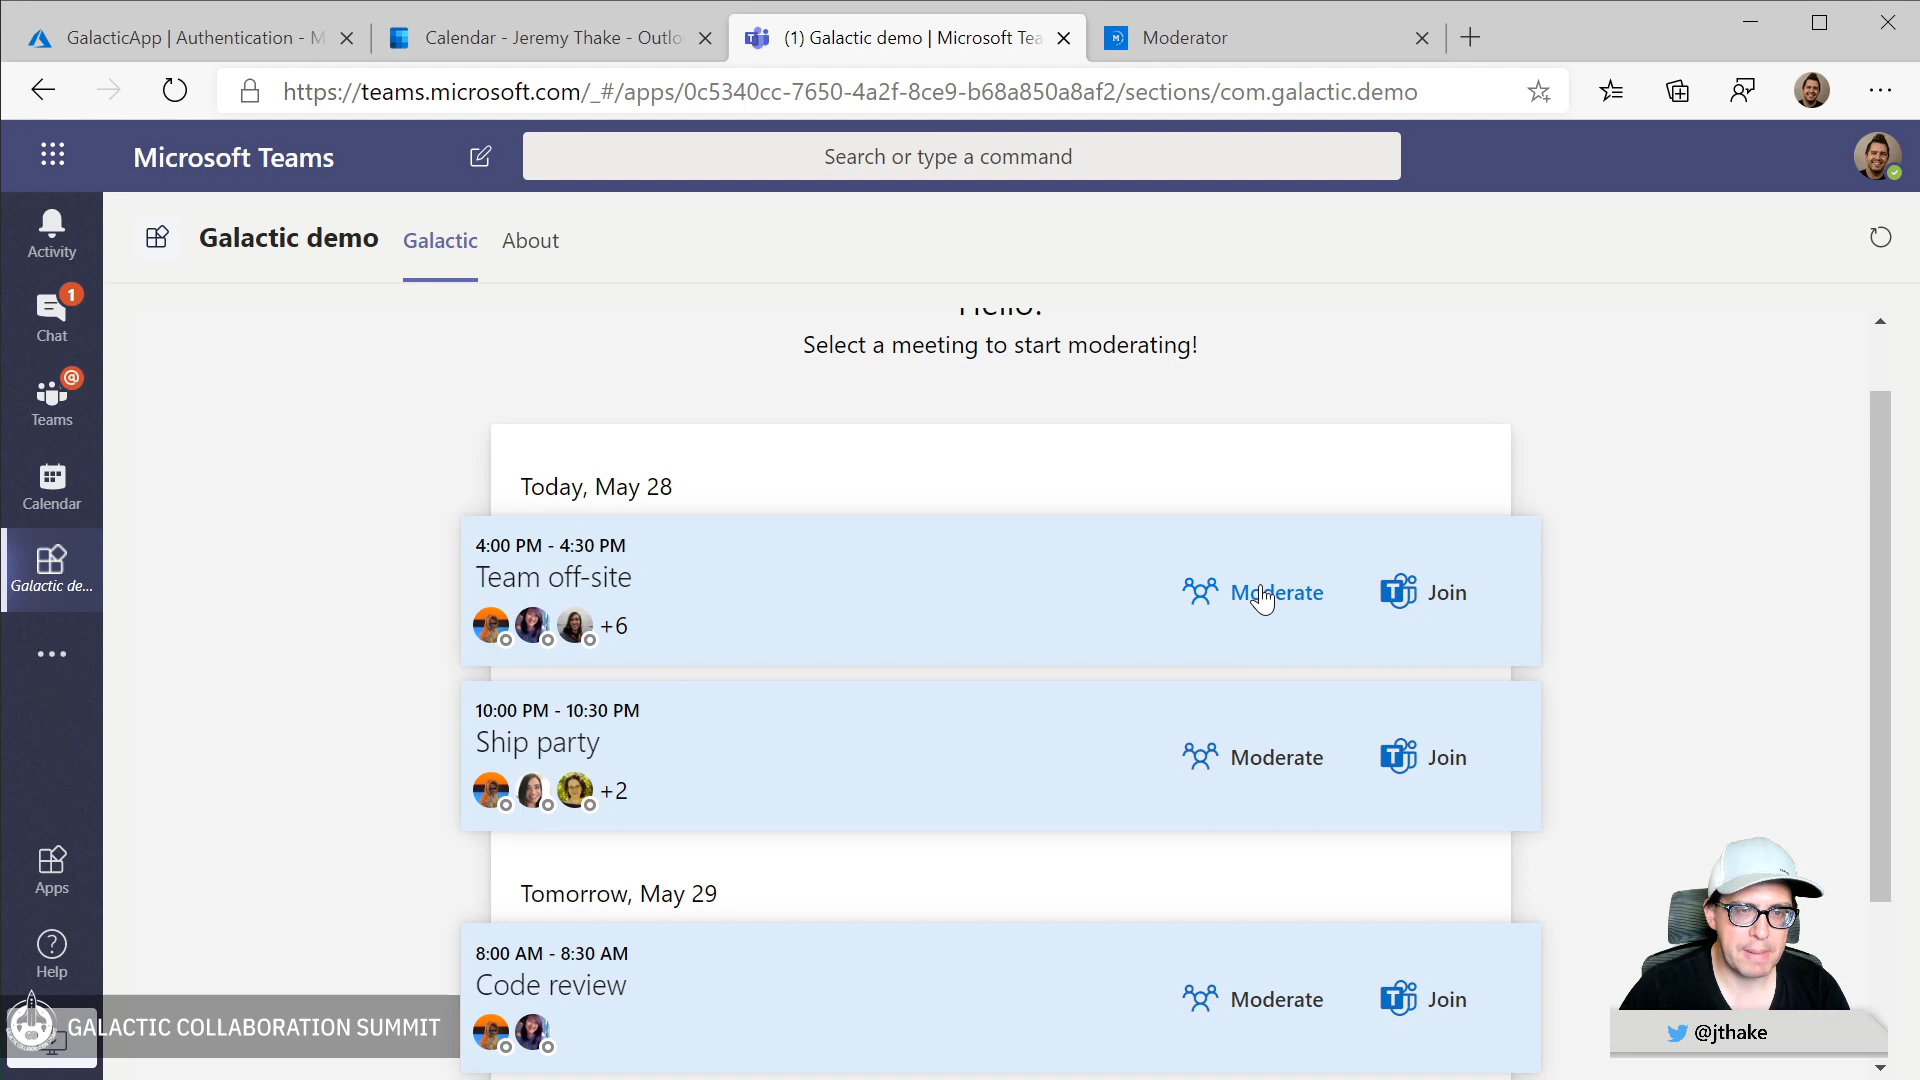 GalacticApp | Authentication - M
Calendar - Jeremy Thake - Outlo
(1) Galactic demo | Microsoft Tea
M
Moderator
https://teams.microsoft.com/_#/apps/0c5340cc-7650-4a2f-8ce9-b68a850a8af2/sections/com.galactic.demo
Microsoft Teams
Search or type a command
Activity
1
Chat
@
Teams
Calendar
Galactic de...
Apps
Help
Galactic demo
Galactic
About
Hello!
Select a meeting to start moderating!
Today, May 28
4:00 PM - 4:30 PM
Team off-site
+6
Moderate
T
Join
10:00 PM - 10:30 PM
Ship party
+2
Moderate
T
Join
Tomorrow, May 29
8:00 AM - 8:30 AM
Code review
Moderate
T
Join
GALACTIC COLLABORATION SUMMIT
@jthake